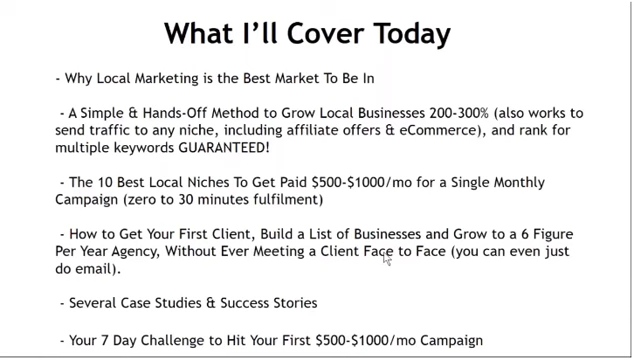 What I'll Cover Today
- Why Local Marketing is the Best Market To Be In
- A Simple & Hands-Off Method to Grow Local Businesses 200-300% (also works to
send traffic to any niche, including affiliate offers & eCommerce), and rank for
multiple keywords GUARANTEED!
- The 10 Best Local Niches To Get Paid $500-$1000/mo for a Single Monthly
Campaign (zero to 30 minutes fulfilment)
- How to Get Your First Client, Build a List of Businesses and Grow to a 6 Figure
Per Year Agency, Without Ever Meeting a Client Face to Face (you can even just
do email).
- Several Case Studies & Success Stories
- Your 7 Day Challenge to Hit Your First $500-$1000/mo Campaign